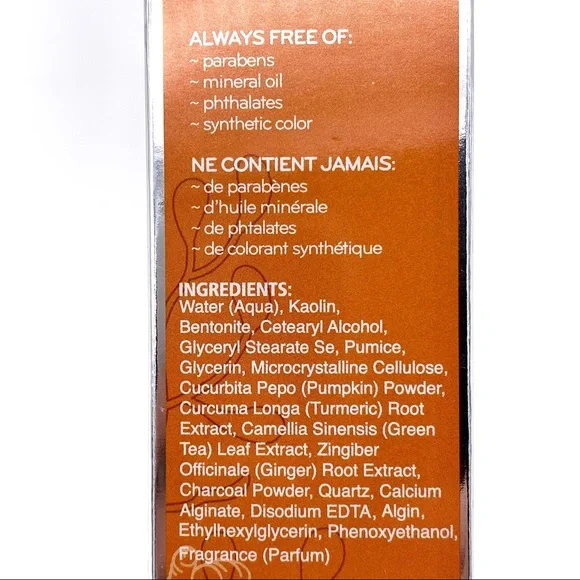 ALWAYS FREE OF:
~ parabens
~ mineral oil
~ phthalates
~ synthetic color
NE CONTIENT JAMAIS:
~ de parabènes
~ d'huile minérale
~ de phtalates
~ de colorant synthétique
INGREDIENTS:
Water (Aqua), Kaolin,
Bentonite, Cetearyl Alcohol,
Glyceryl Stearate Se, Pumice,
Glycerin, Microcrystalline Cellulose,
Cucurbita Pepo (Pumpkin) Powder,
Curcuma Longa (Turmeric) Root
Extract, Camellia Sinensis (Green
Tea) Leaf Extract, Zingiber
Officinale (Ginger) Root Extract,
Charcoal Powder, Quartz, Calcium
Alginate, Disodium EDTA, Algin,
Ethylhexylglycerin, Phenoxyethanol,
Fragrance (Parfum)